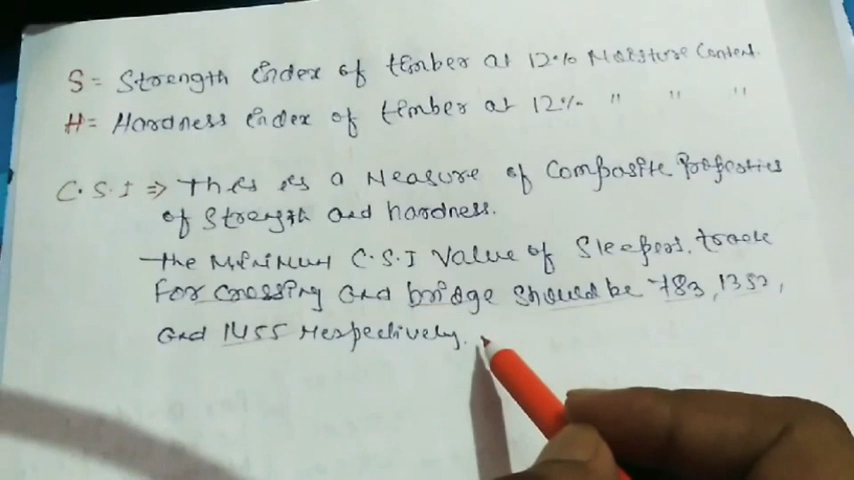 S = Strength index of timber at 12% Moisture Content.
H = Hardness index of timber at 12% " " "
C.S.I ⇒ This is a Measure of Composite Properties
of Strength and hardness.
The Minimum C.S.I Value of Sleepers. track
For crossing and bridge should be 783, 1352,
and 1455 respectively.